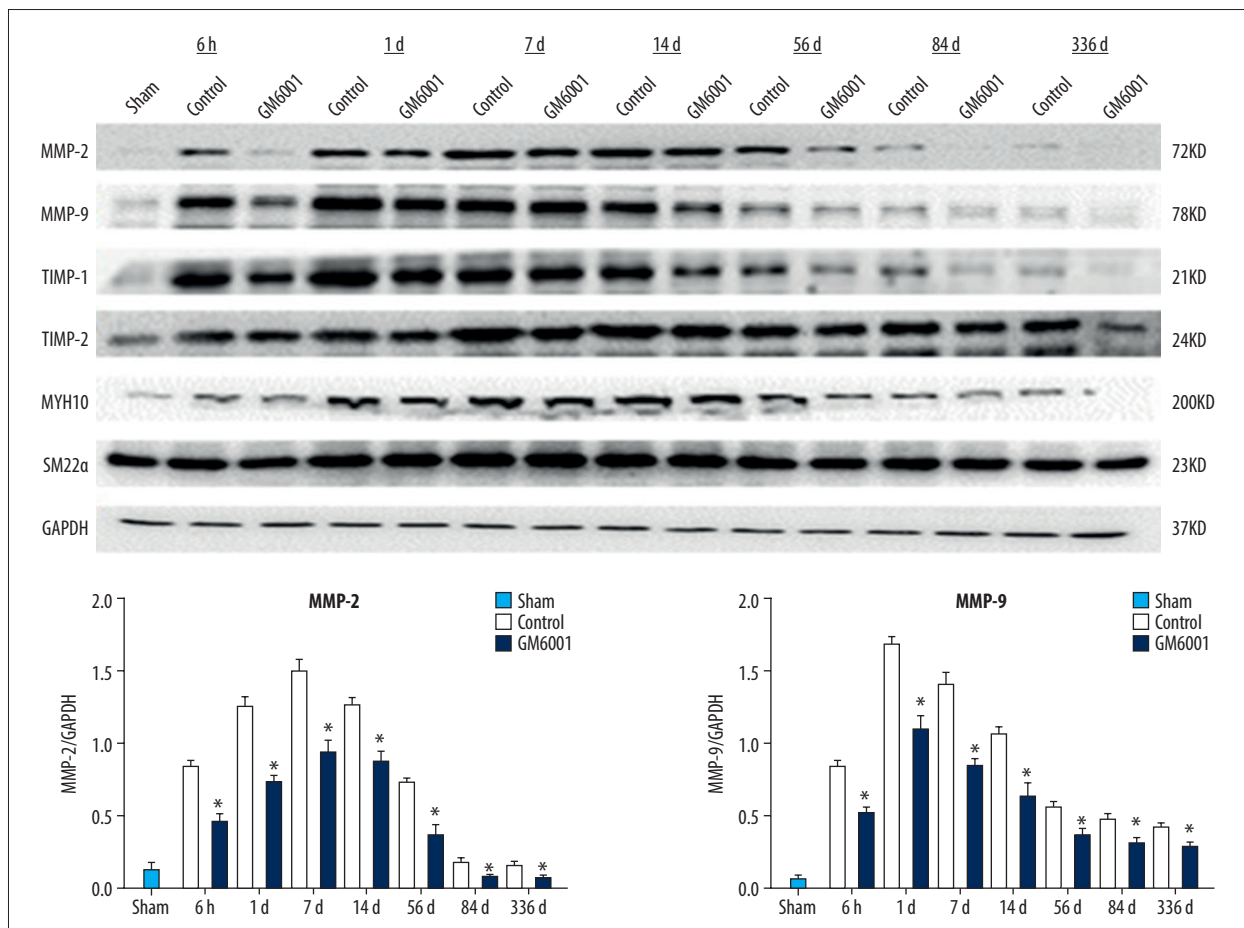 6 h 1 d 7 d 14 d 56 d 84 d 336 d
Sham Control GM6001 Control GM6001 Control GM6001 Control GM6001 Control GM6001 Control GM6001 Control GM6001
MMP-2 72KD
MMP-9 78KD
TIMP-1 21KD
TIMP-2 24KD
MYH10 200KD
SM22α 23KD
GAPDH 37KD
MMP-2
Sham
Control
GM6001
MMP-2/GAPDH
2.0
1.5
1.0
0.5
0.0
* * * * * * *
Sham 6 h 1 d 7 d 14 d 56 d 84 d 336 d
MMP-9
Sham
Control
GM6001
MMP-9/GAPDH
2.0
1.5
1.0
0.5
0.0
* * * * * * *
Sham 6 h 1 d 7 d 14 d 56 d 84 d 336 d